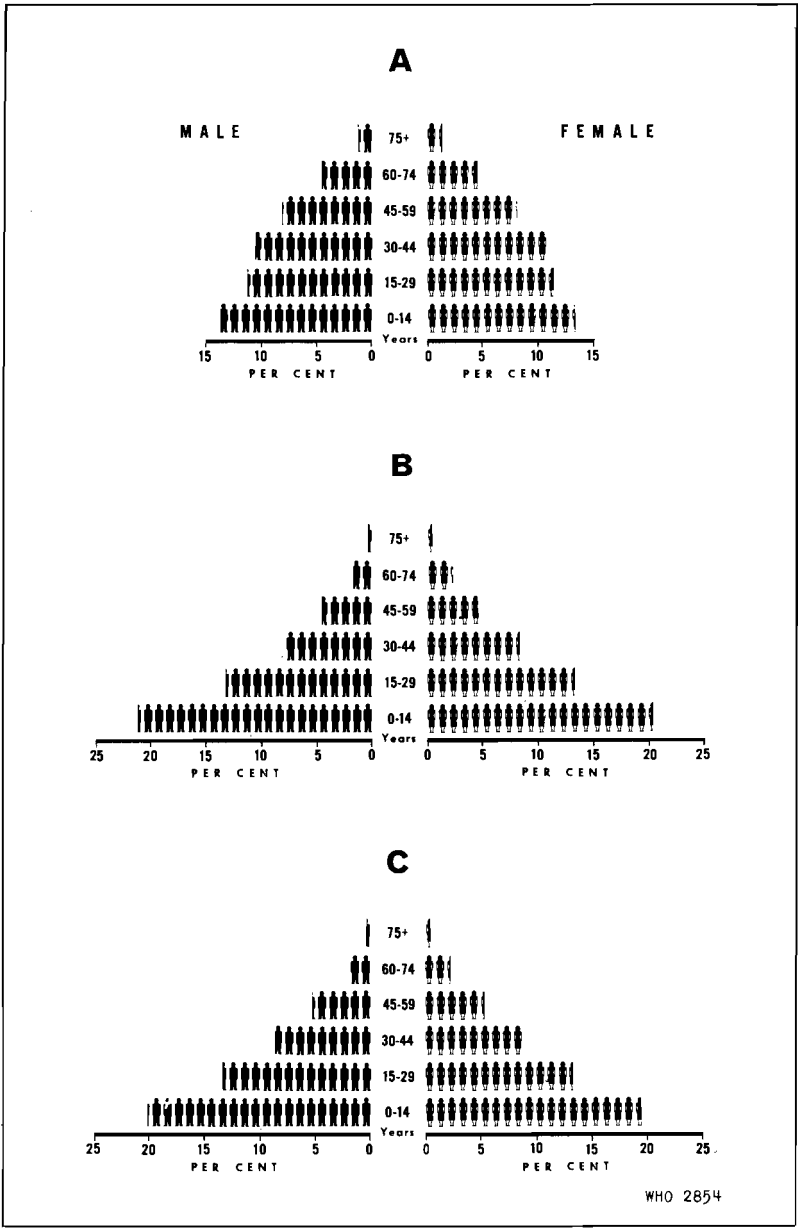 A
MALE FEMALE
75+
60-74
45-59
30-44
15-29
0-14
Years
15 10 5 0 0 5 10 15
PER CENT PER CENT
B
75+
60-74
45-59
30-44
15-29
0-14
Years
25 20 15 10 5 0 0 5 10 15 20 25
PER CENT PER CENT
C
75+
60-74
45-59
30-44
15-29
0-14
Years
25 20 15 10 5 0 0 5 10 15 20 25
PER CENT PER CENT
WHO 2854